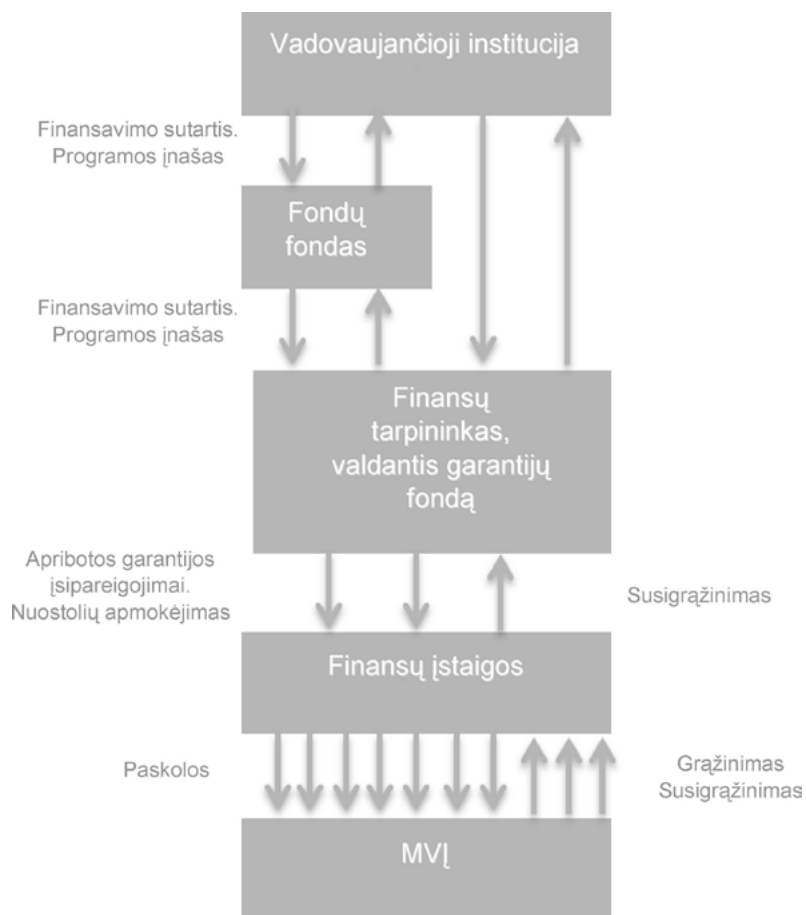 Vadovaujančioji institucija
Finansavimo sutartis.
Programos įnašas
Fondų
fondas
Finansavimo sutartis.
Programos įnašas
Finansų
tarpininkas,
valdantis garantijų
fondą
Apribotos garantijos
įsipareigojimai.
Nuostolių apmokėjimas
Susigrąžinimas
Finansų įstaigos
Paskolos
Grąžinimas
Susigrąžinimas
MVĮ